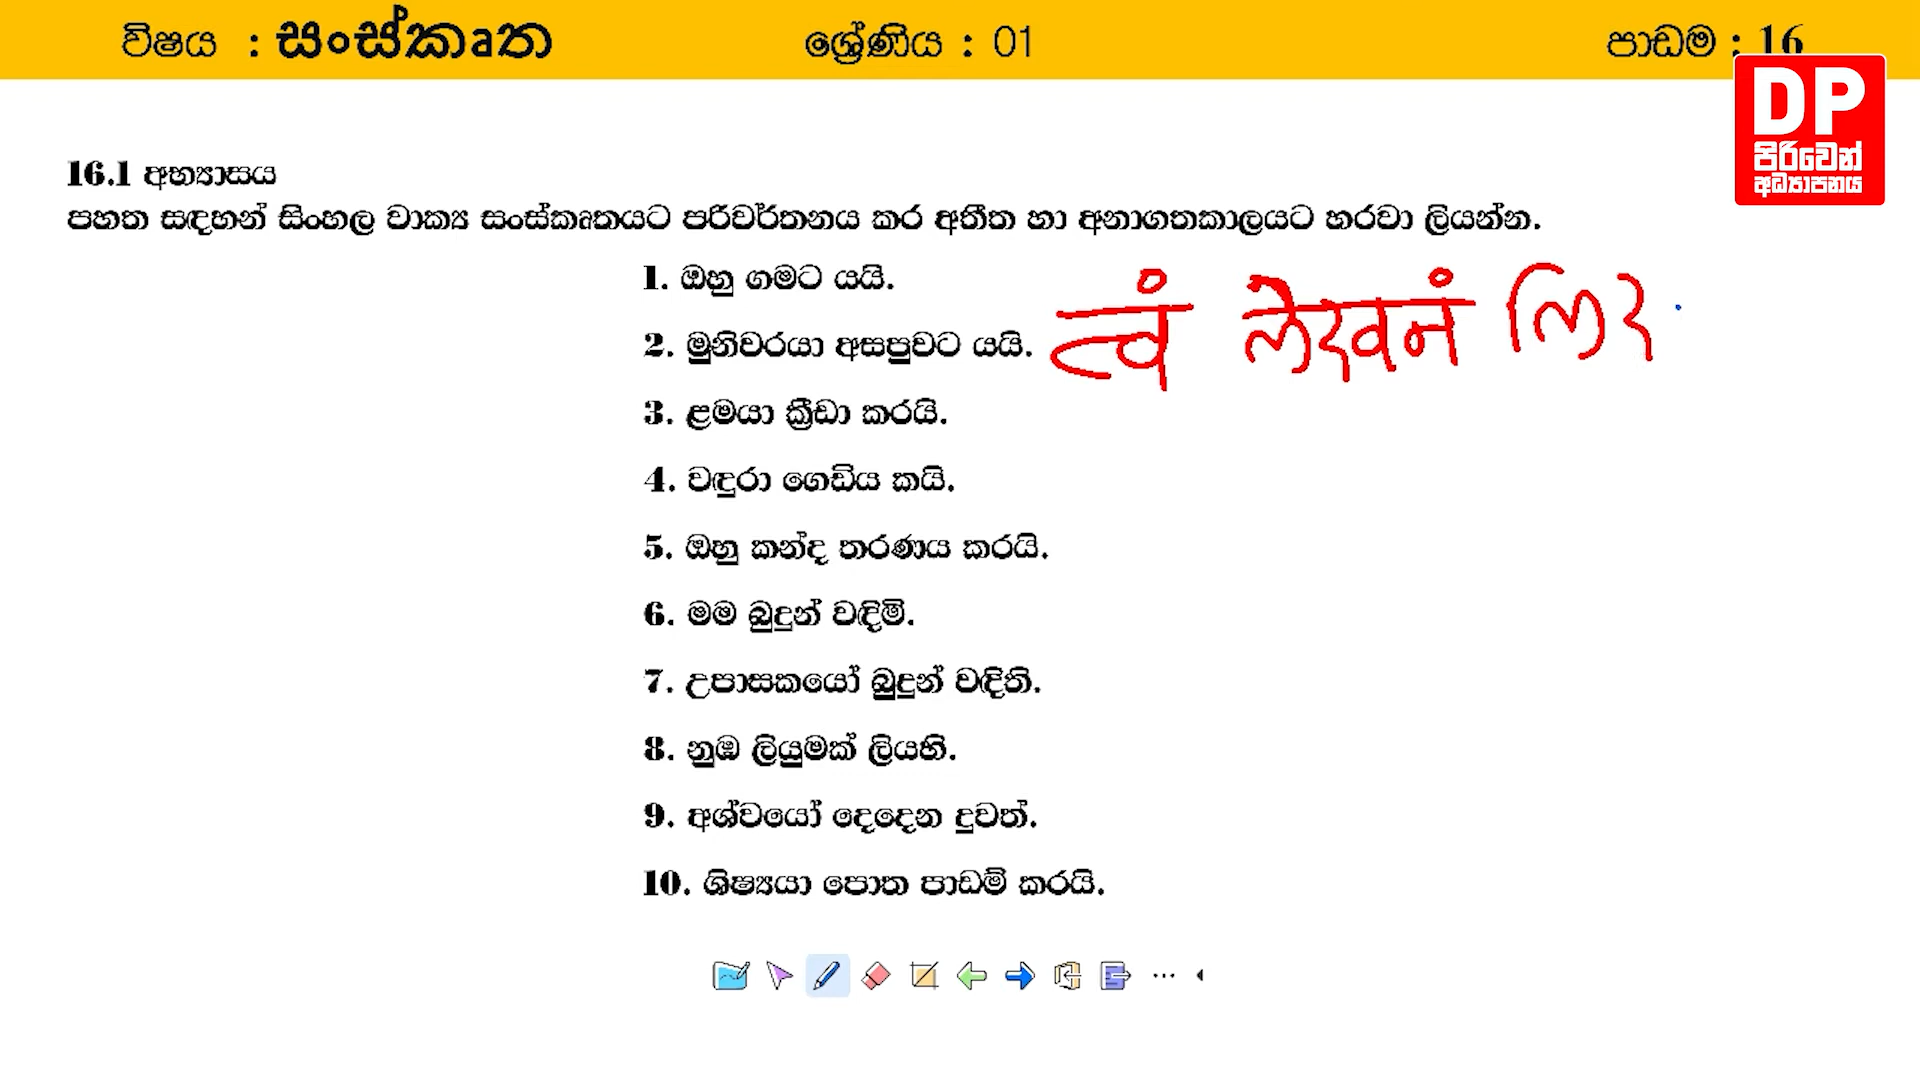 විෂය : සංස්කෘත ශ්‍රේණිය : 01 පාඩම : 16
DP
පිරිවෙන්
අධ්‍යාපනය
16.1 අභ්‍යාසය
පහත සඳහන් සිංහල වාක්‍ය සංස්කෘතයට පරිවර්තනය කර අතීත හා අනාගතකාලයට හරවා ලියන්න.
1. ඔහු ගමට යයි.
त्वं लेखनं लिर
2. මුනිවරයා අසපුවට යයි.
3. ළමයා ක්‍රීඩා කරයි.
4. වඳුරා ගෙඩිය කයි.
5. ඔහු කන්ද තරණය කරයි.
6. මම බුදුන් වඳිමි.
7. උපාසකයෝ බුදුන් වඳිති.
8. නුඹ ලියුමක් ලියහි.
9. අශ්වයෝ දෙදෙන දුවත්.
10. ශිෂ්‍යයා පොත පාඩම් කරයි.